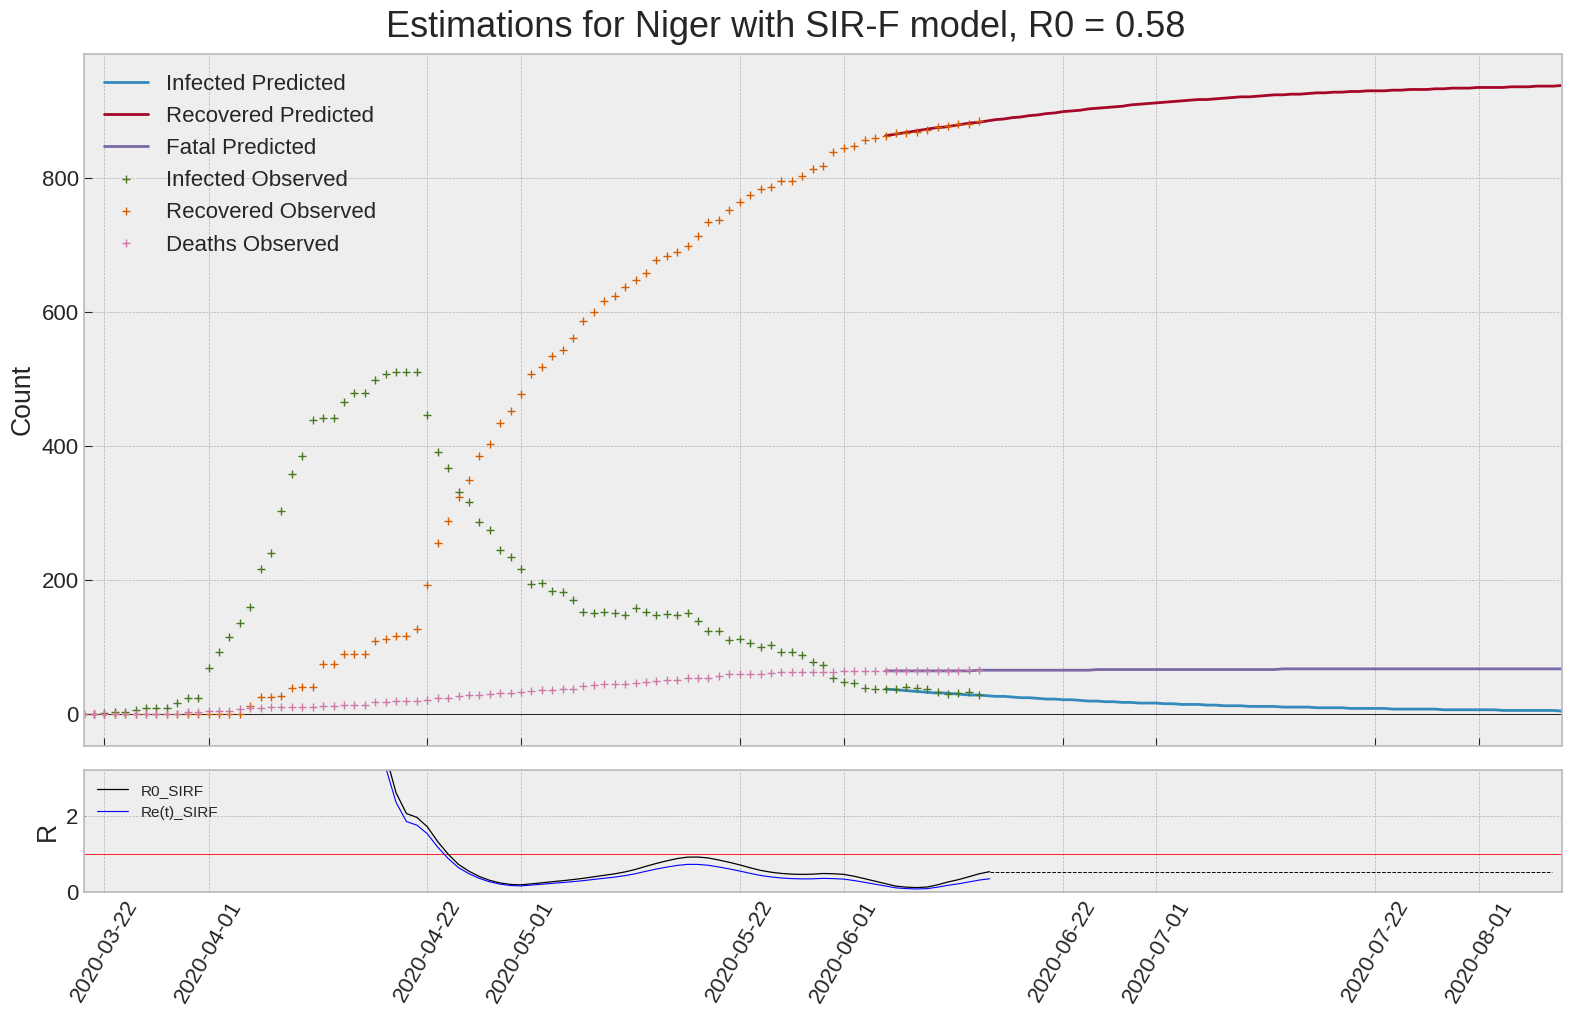 Estimations for Niger with SIR-F model, R0 = 0.58
Infected Predicted
Recovered Predicted
Fatal Predicted
Infected Observed
Recovered Observed
Deaths Observed
Count
800
600
400
200
0
R0_SIRF
Re(t)_SIRF
R
2
0
2020-03-22
2020-04-01
2020-04-22
2020-05-01
2020-05-22
2020-06-01
2020-06-22
2020-07-01
2020-07-22
2020-08-01